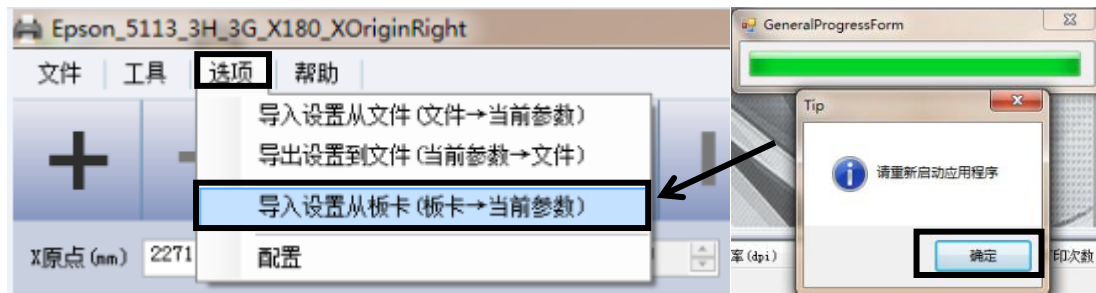 Epson_5113_3H_3G_X180_XOriginRight
文件 工具 选项 帮助
导入设置从文件(文件→当前参数)
导出设置到文件(当前参数→文件)
导入设置从板卡(板卡→当前参数)
配置
X原点(mm) 2271
GeneralProgressForm
Tip
请重新启动应用程序
确定
率(dpi)
印次数